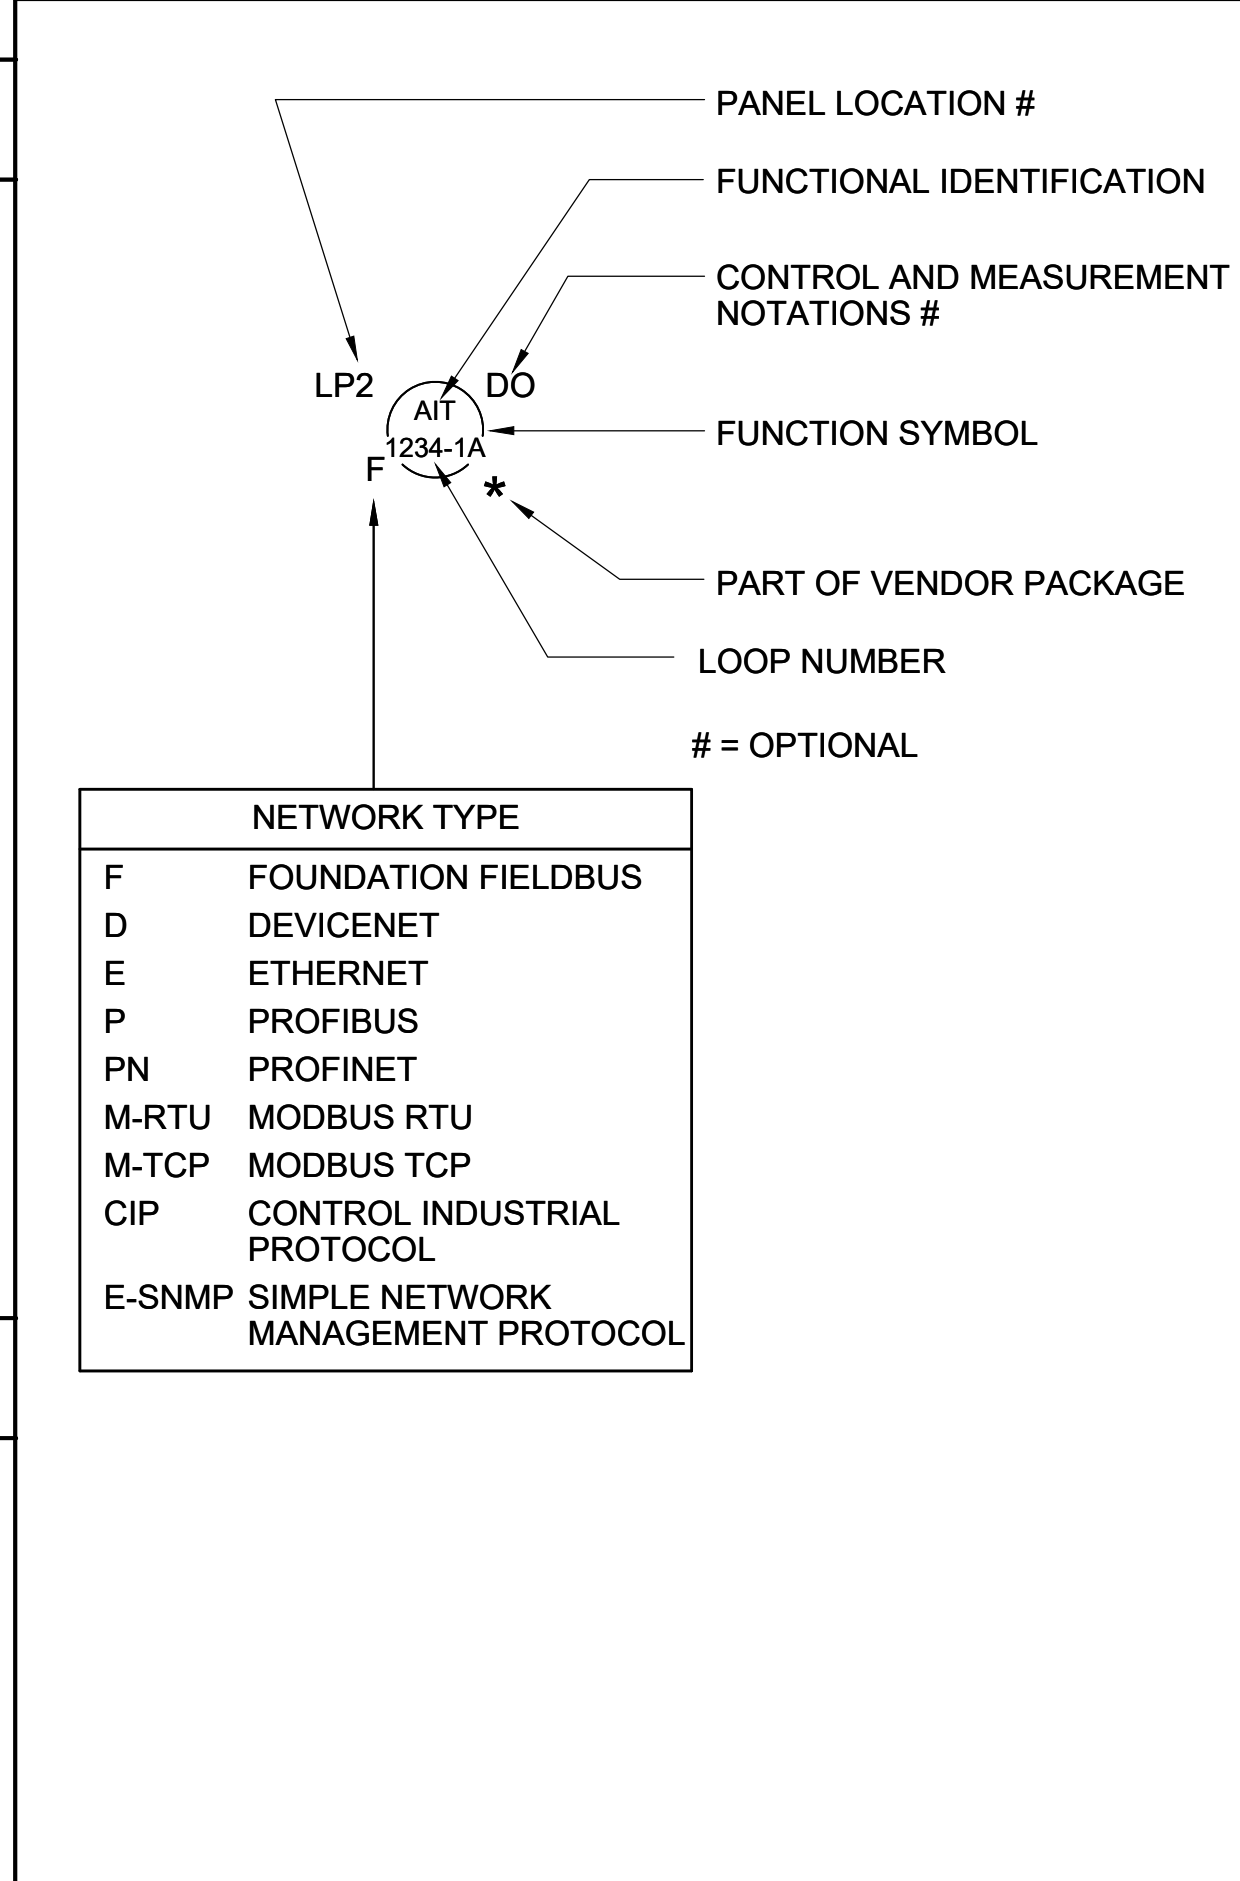 PANEL LOCATION #
FUNCTIONAL IDENTIFICATION
CONTROL AND MEASUREMENT
NOTATIONS #
LP2
DO
AIT
FUNCTION SYMBOL
1234-1A
F
*
PART OF VENDOR PACKAGE
LOOP NUMBER
# = OPTIONAL
NETWORK TYPE
F FOUNDATION FIELDBUS
D DEVICENET
E ETHERNET
P PROFIBUS
PN PROFINET
M-RTU MODBUS RTU
M-TCP MODBUS TCP
CIP CONTROL INDUSTRIAL
PROTOCOL
E-SNMP SIMPLE NETWORK
MANAGEMENT PROTOCOL